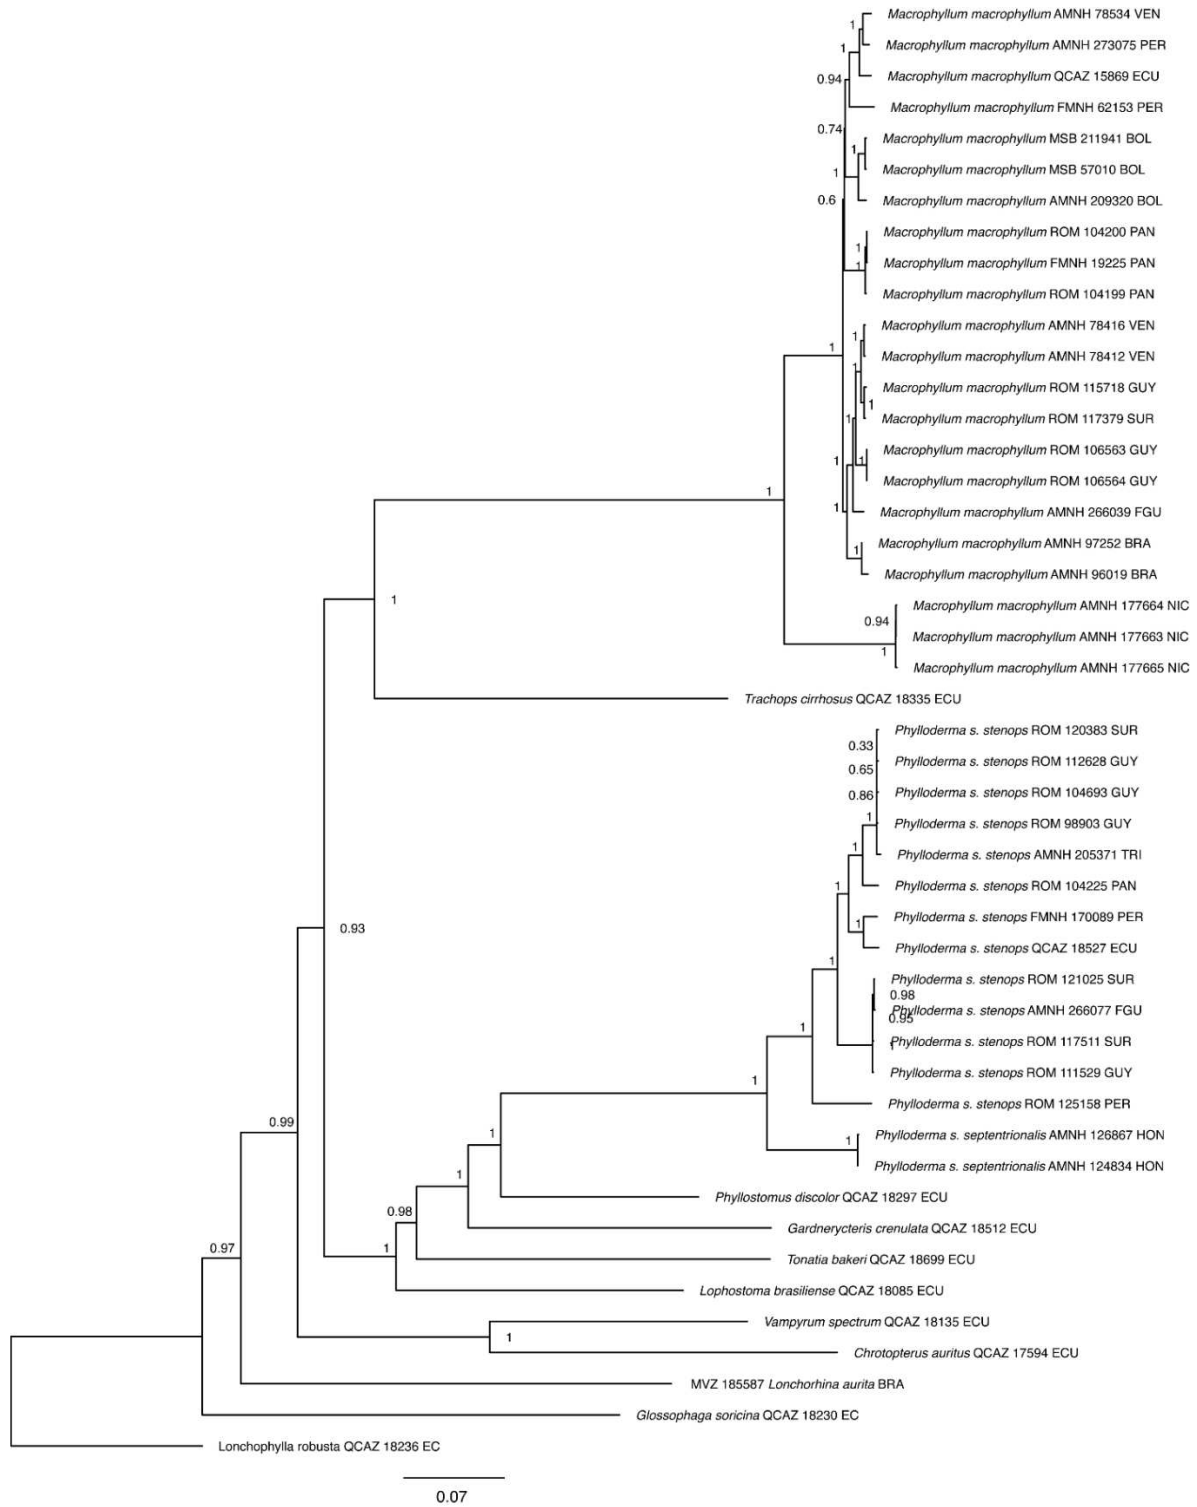 1
Macrophyllum macrophyllum AMNH 78534 VEN
1
Macrophyllum macrophyllum AMNH 273075 PER
0.94
Macrophyllum macrophyllum QCAZ 15869 ECU
Macrophyllum macrophyllum FMNH 62153 PER
0.74
1
Macrophyllum macrophyllum MSB 211941 BOL
1
Macrophyllum macrophyllum MSB 57010 BOL
0.6
Macrophyllum macrophyllum AMNH 209320 BOL
Macrophyllum macrophyllum ROM 104200 PAN
1
1
Macrophyllum macrophyllum FMNH 19225 PAN
Macrophyllum macrophyllum ROM 104199 PAN
1
1
Macrophyllum macrophyllum AMNH 78416 VEN
Macrophyllum macrophyllum AMNH 78412 VEN
1
Macrophyllum macrophyllum ROM 115718 GUY
1
1
Macrophyllum macrophyllum ROM 117379 SUR
Macrophyllum macrophyllum ROM 106563 GUY
1
1
Macrophyllum macrophyllum ROM 106564 GUY
1
1
Macrophyllum macrophyllum AMNH 266039 FGU
Macrophyllum macrophyllum AMNH 97252 BRA
1
Macrophyllum macrophyllum AMNH 96019 BRA
Macrophyllum macrophyllum AMNH 177664 NIC
1
0.94
Macrophyllum macrophyllum AMNH 177663 NIC
1
Macrophyllum macrophyllum AMNH 177665 NIC
Trachops cirrhosus QCAZ 18335 ECU
Phylloderma s. stenops ROM 120383 SUR
0.33
Phylloderma s. stenops ROM 112628 GUY
0.65
Phylloderma s. stenops ROM 104693 GUY
0.86
1
Phylloderma s. stenops ROM 98903 GUY
1
Phylloderma s. stenops AMNH 205371 TRI
1
Phylloderma s. stenops ROM 104225 PAN
Phylloderma s. stenops FMNH 170089 PER
1
0.93
Phylloderma s. stenops QCAZ 18527 ECU
1
Phylloderma s. stenops ROM 121025 SUR
0.98
Phylloderma s. stenops AMNH 266077 FGU
0.95
1
Phylloderma s. stenops ROM 117511 SUR
1
Phylloderma s. stenops ROM 111529 GUY
1
Phylloderma s. stenops ROM 125158 PER
0.99
1
1
Phylloderma s. septentrionalis AMNH 126867 HON
Phylloderma s. septentrionalis AMNH 124834 HON
1
Phyllostomus discolor QCAZ 18297 ECU
0.98
Gardnerycteris crenulata QCAZ 18512 ECU
0.97
1
Tonatia bakeri QCAZ 18699 ECU
Lophostoma brasiliense QCAZ 18085 ECU
Vampyrum spectrum QCAZ 18135 ECU
1
Chrotopterus auritus QCAZ 17594 ECU
MVZ 185587 Lonchorhina aurita BRA
Glossophaga soricina QCAZ 18230 EC
Lonchophylla robusta QCAZ 18236 EC
0.07